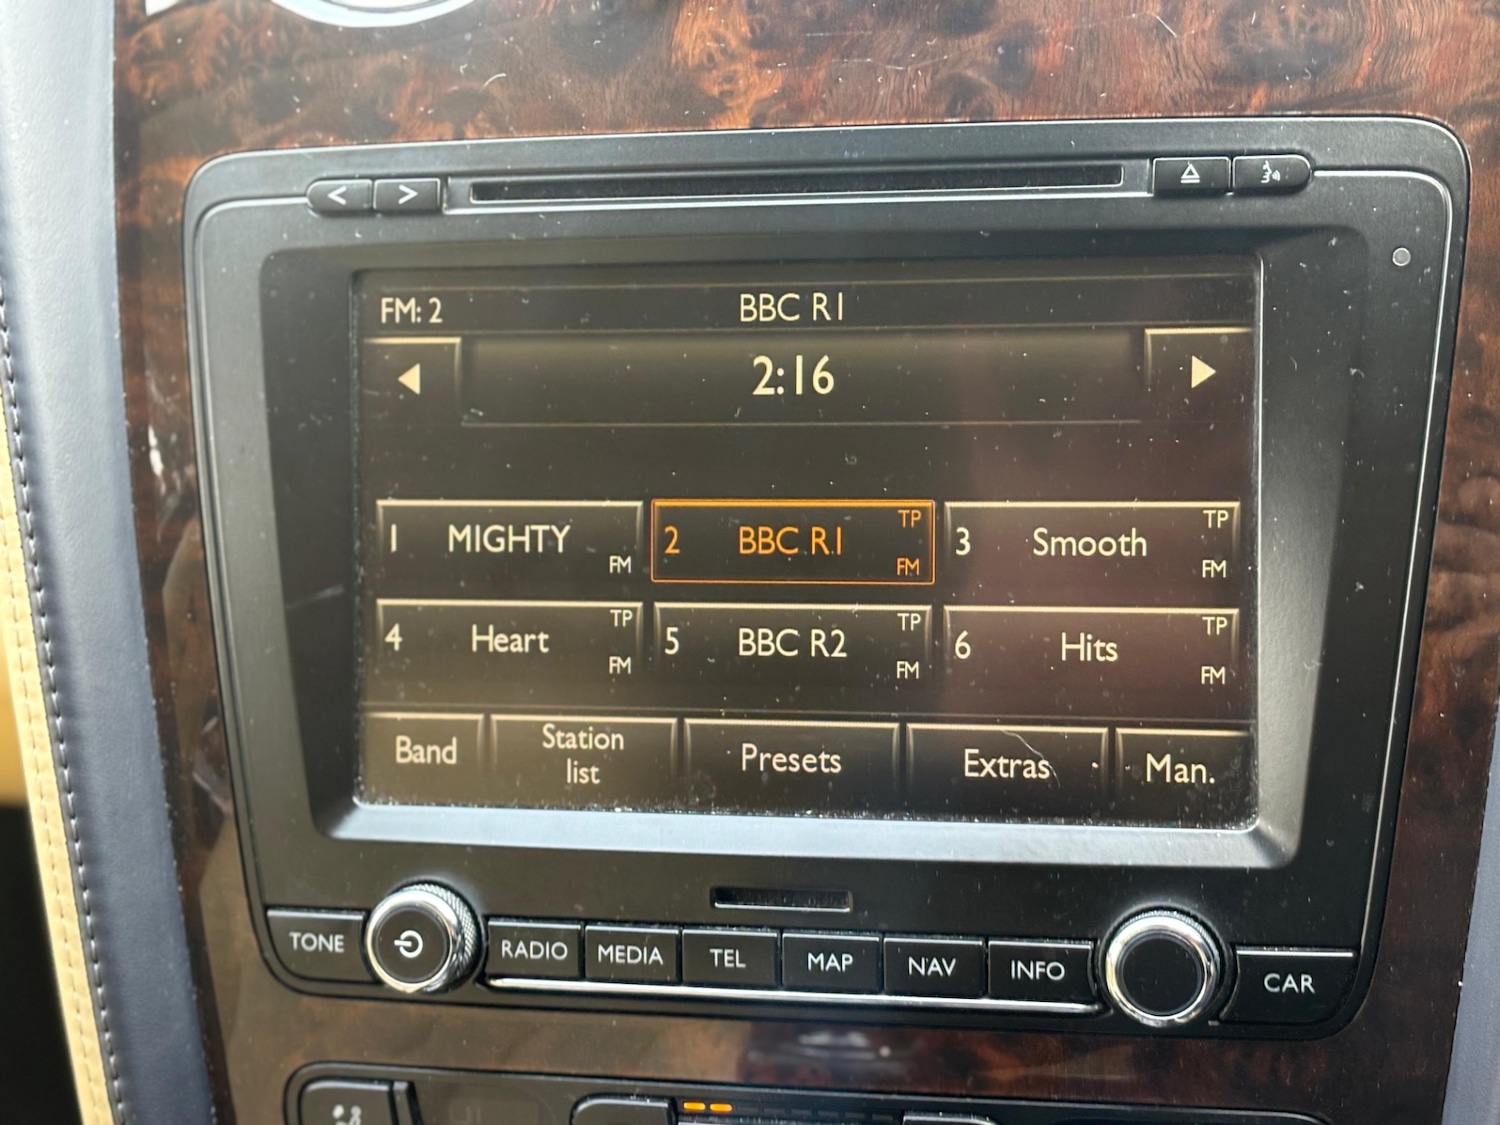 < >
FM: 2 BBC R1
2:16
1 MIGHTY FM
2 BBC R1 TP FM
3 Smooth TP FM
4 Heart TP FM
5 BBC R2 TP FM
6 Hits TP FM
Band
Station
list
Presets
Extras
Man.
TONE RADIO MEDIA TEL MAP NAV INFO CAR